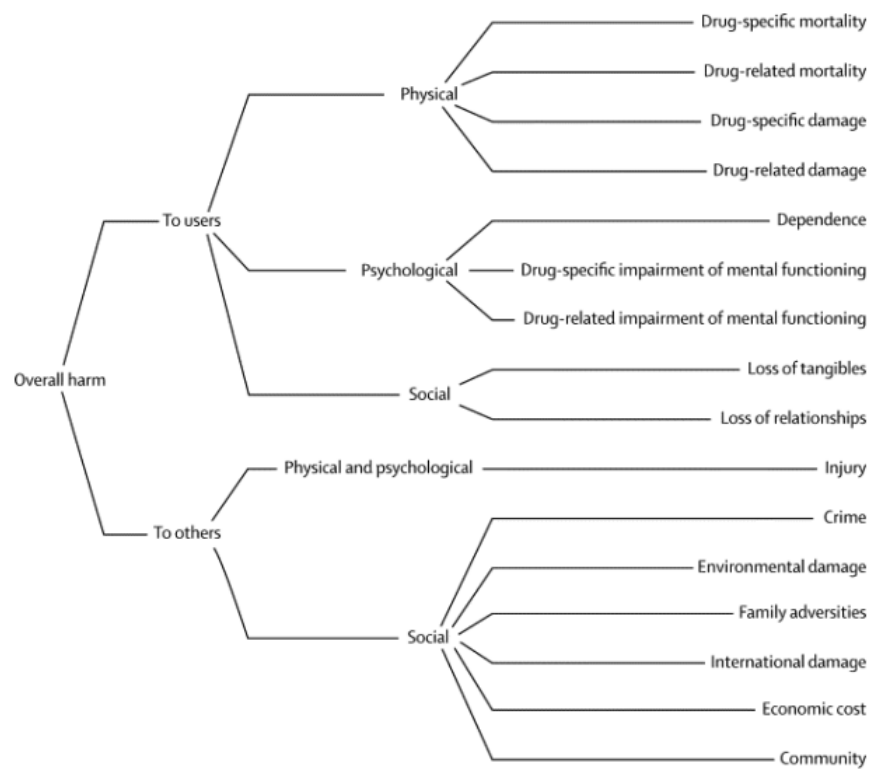 Drug-specific mortality
Drug-related mortality
Physical
Drug-specific damage
Drug-related damage
To users
Dependence
Psychological
Drug-specific impairment of mental functioning
Drug-related impairment of mental functioning
Overall harm
Loss of tangibles
Social
Loss of relationships
Physical and psychological
Injury
To others
Crime
Environmental damage
Family adversities
Social
International damage
Economic cost
Community